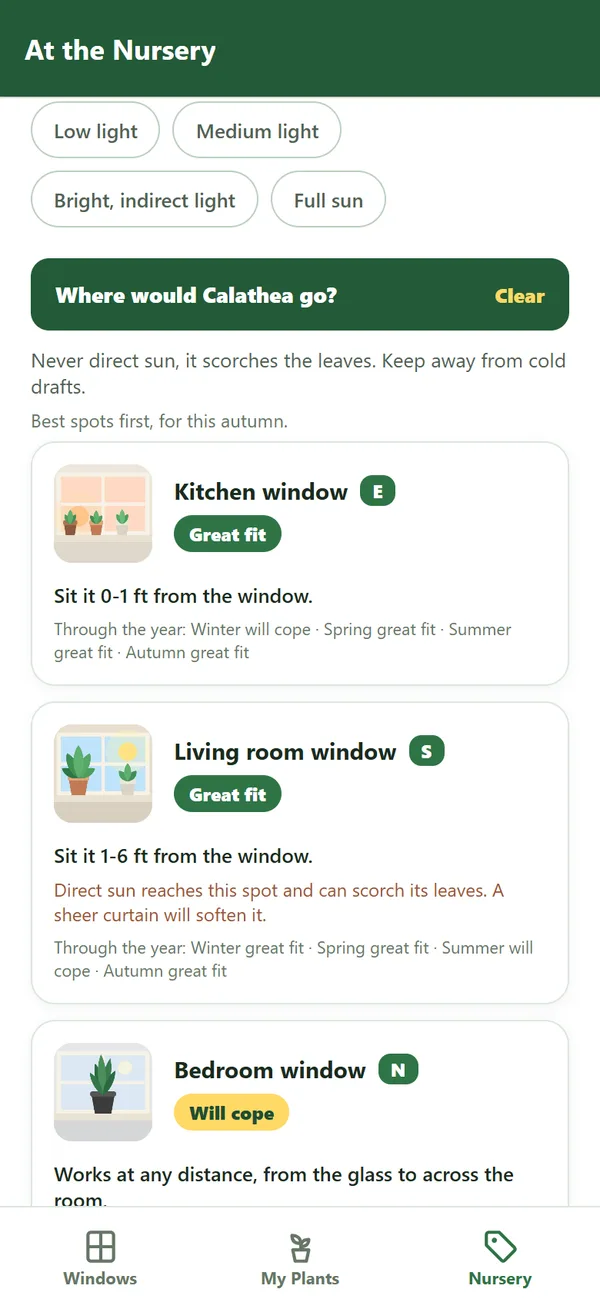 At the Nursery
Low light
Medium light
Bright, indirect light
Full sun
Where would Calathea go?
Clear
Never direct sun, it scorches the leaves. Keep away from cold
drafts.
Best spots first, for this autumn.
Kitchen window
E
Great fit
Sit it 0-1 ft from the window.
Through the year: Winter will cope · Spring great fit · Summer
great fit · Autumn great fit
Living room window
S
Great fit
Sit it 1-6 ft from the window.
Direct sun reaches this spot and can scorch its leaves. A
sheer curtain will soften it.
Through the year: Winter great fit · Spring great fit · Summer will
cope · Autumn great fit
Bedroom window
N
Will cope
Works at any distance, from the glass to across the
room.
Windows
My Plants
Nursery